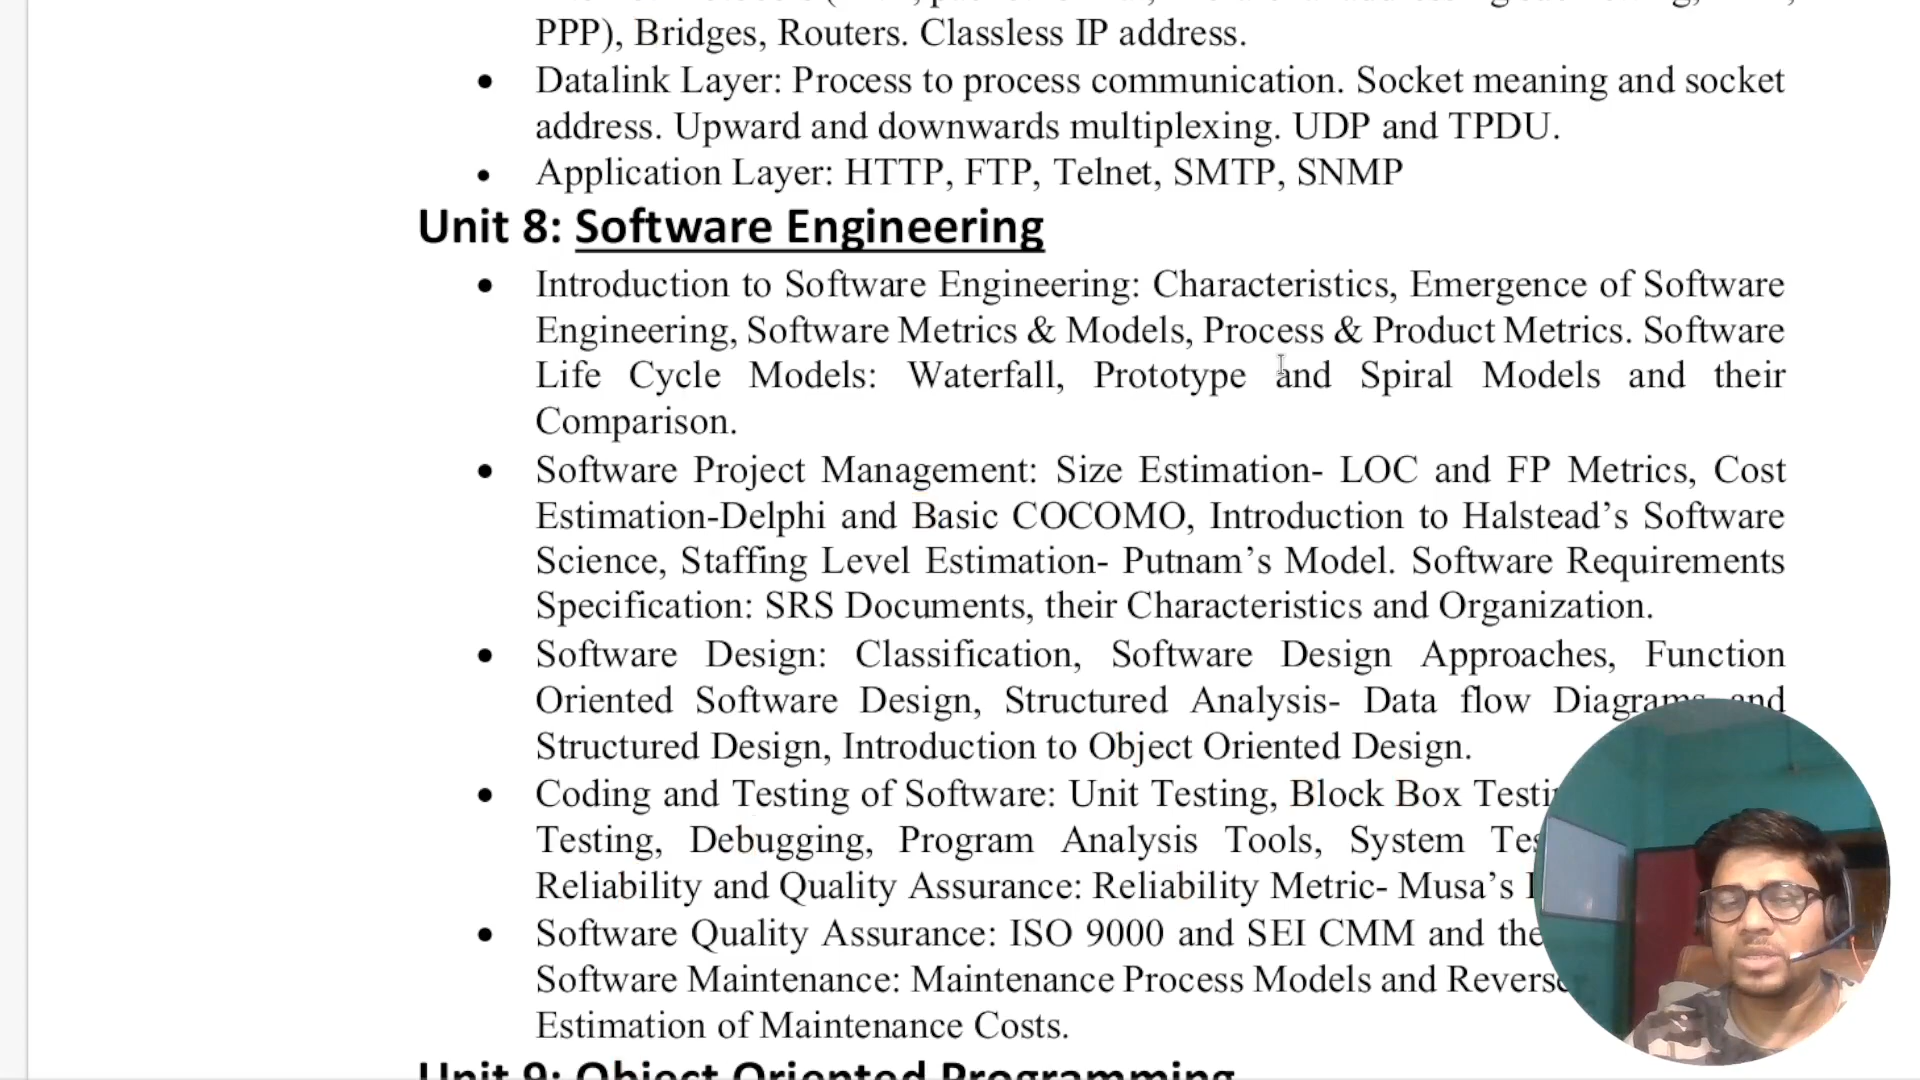 PPP), Bridges, Routers. Classless IP address.
• Datalink Layer: Process to process communication. Socket meaning and socket
address. Upward and downwards multiplexing. UDP and TPDU.
• Application Layer: HTTP, FTP, Telnet, SMTP, SNMP
Unit 8: Software Engineering
• Introduction to Software Engineering: Characteristics, Emergence of Software
Engineering, Software Metrics & Models, Process & Product Metrics. Software
Life Cycle Models: Waterfall, Prototype and Spiral Models and their
Comparison.
• Software Project Management: Size Estimation- LOC and FP Metrics, Cost
Estimation-Delphi and Basic COCOMO, Introduction to Halstead’s Software
Science, Staffing Level Estimation- Putnam’s Model. Software Requirements
Specification: SRS Documents, their Characteristics and Organization.
• Software Design: Classification, Software Design Approaches, Function
Oriented Software Design, Structured Analysis- Data flow Diagrams and
Structured Design, Introduction to Object Oriented Design.
• Coding and Testing of Software: Unit Testing, Block Box
Testing, Debugging, Program Analysis Tools, System
Reliability and Quality Assurance: Reliability Metric- Musa’s
• Software Quality Assurance: ISO 9000 and SEI CMM and
Software Maintenance: Maintenance Process Models and
Estimation of Maintenance Costs.
Unit 9: Object Oriented Programming